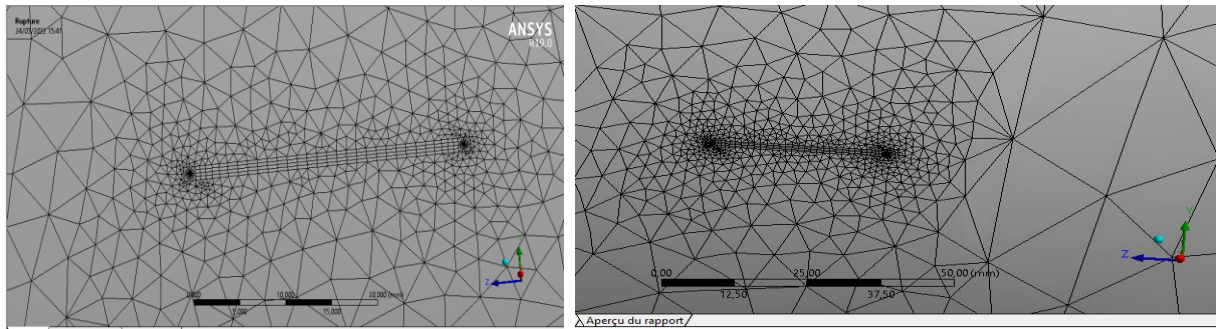 Rupture
24/05/2022 15:41
ANSYS
R19.0
Y
Z
0,000 10,000 20,000 (mm)
5,000 15,000
Y
Z
0,00 25,00 50,00 (mm)
12,50 37,50
Aperçu du rapport